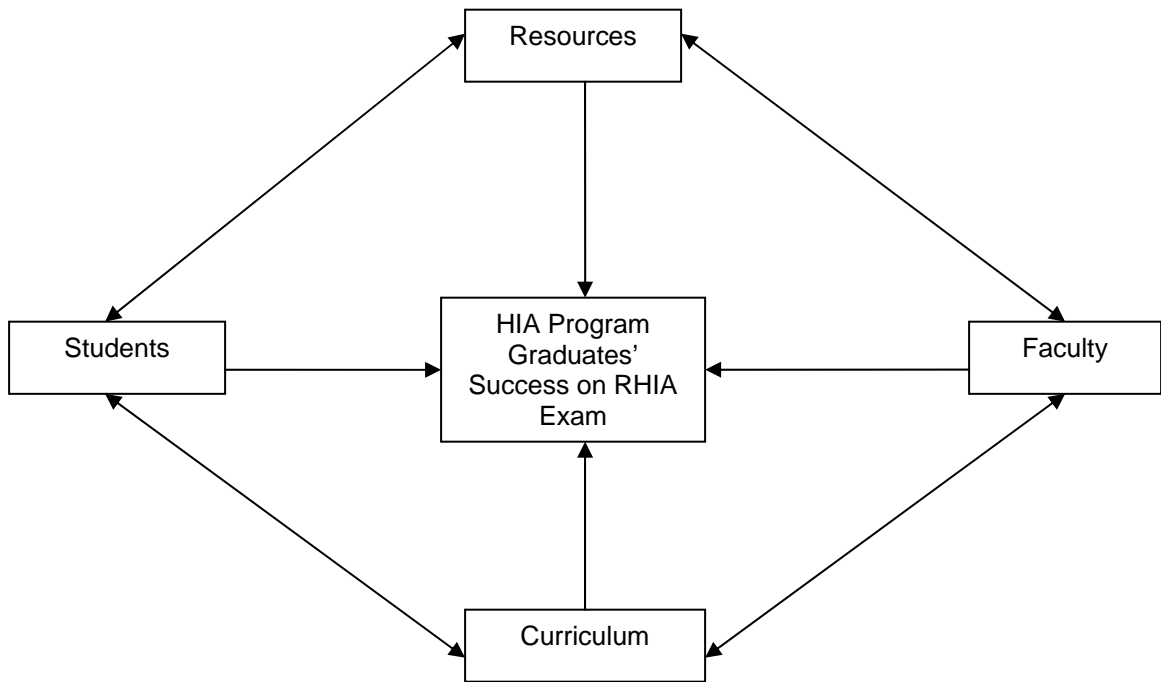 Resources
Students
HIA Program
Graduates’
Success on RHIA
Exam
Faculty
Curriculum